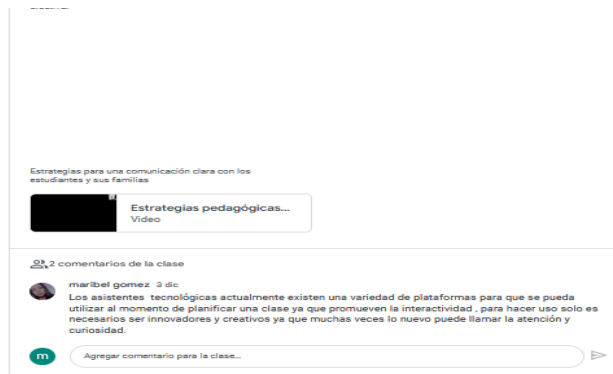 Estrategias para una comunicación clara con los
estudiantes y sus familias
Estrategias pedagógicas...
Video
2 comentarios de la clase
maribel gomez 3 dic
Los asistentes tecnológicas actualmente existen una variedad de plataformas para que se pueda
utilizar al momento de planificar una clase ya que promueven la interactividad , para hacer uso solo es
necesarios ser innovadores y creativos ya que muchas veces lo nuevo puede llamar la atención y
curiosidad.
m
Agregar comentario para la clase...